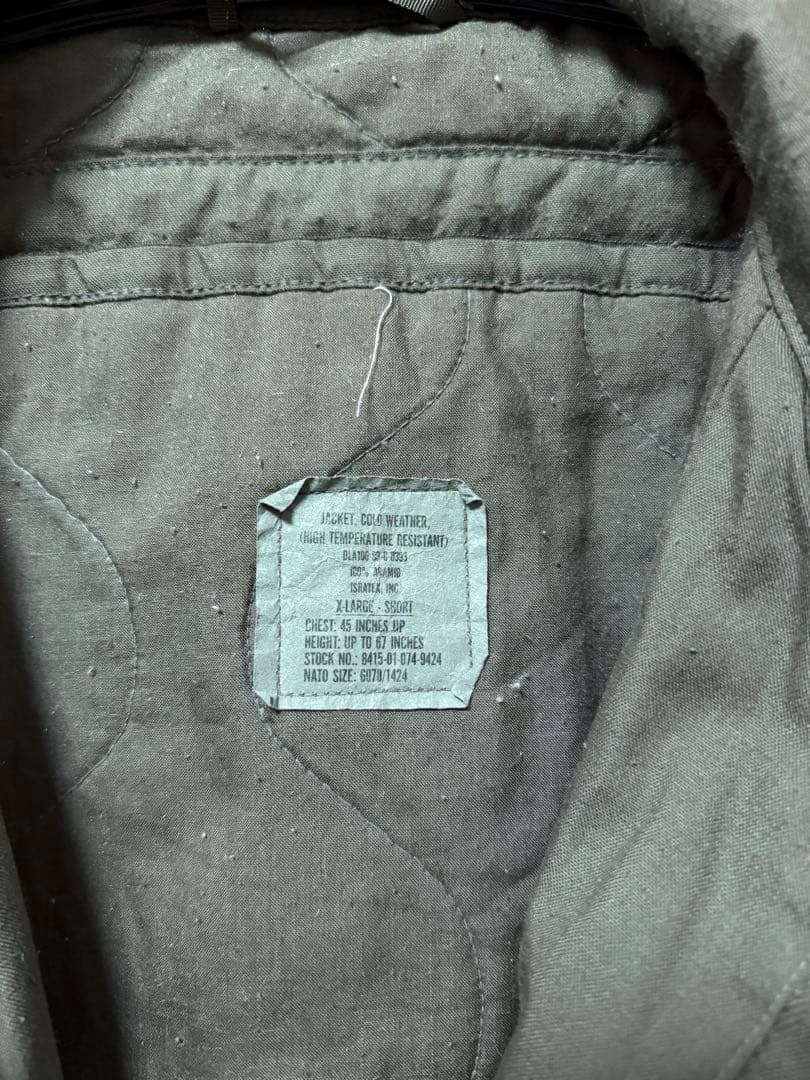 JACKET, COLD WEATHER,
(HIGH TEMPERATURE RESISTANT)
DLA100
100% ARAMID
ISRATEX, INC
X-LARGE - SHORT
CHEST: 45 INCHES UP
HEIGHT: UP TO 67 INCHES
STOCK NO.: 8415-01-074-9424
NATO SIZE: 6070/1424